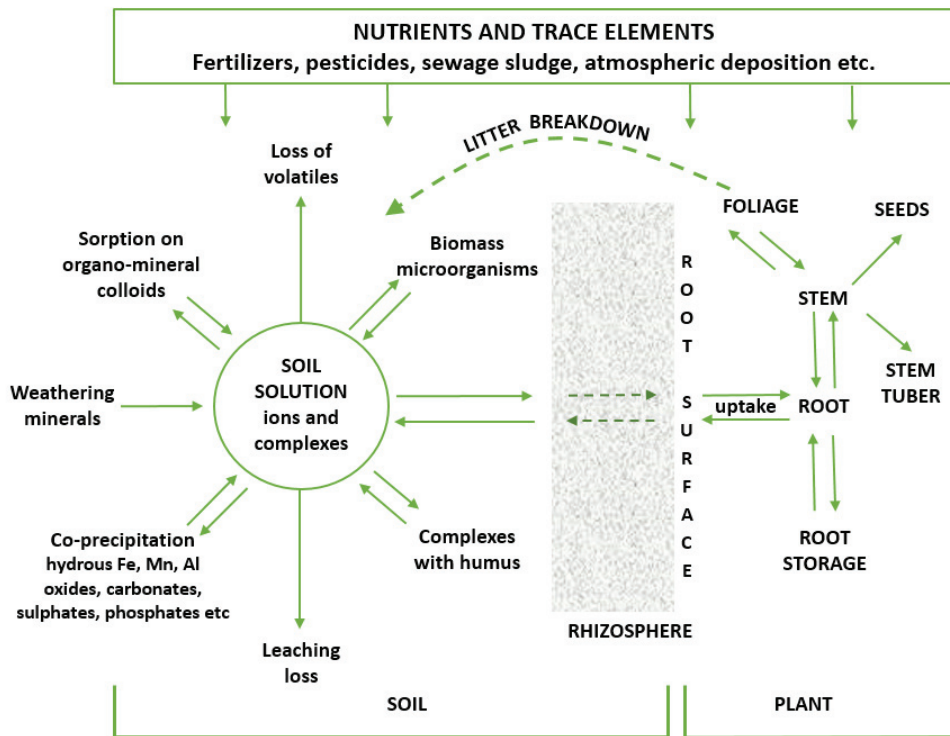 NUTRIENTS AND TRACE ELEMENTS
Fertilizers, pesticides, sewage sludge, atmospheric deposition etc.
LITTER BREAKDOWN
Loss of
volatiles
FOLIAGE
SEEDS
Sorption on
organo-mineral
colloids
Biomass
microorganisms
STEM
STEM
TUBER
Weathering
minerals
SOIL
SOLUTION
ions and
complexes
ROOT SURFACE
uptake
ROOT
Co-precipitation
hydrous Fe, Mn, Al
oxides, carbonates,
sulphates, phosphates etc
Complexes
with humus
ROOT
STORAGE
RHIZOSPHERE
Leaching
loss
SOIL
PLANT